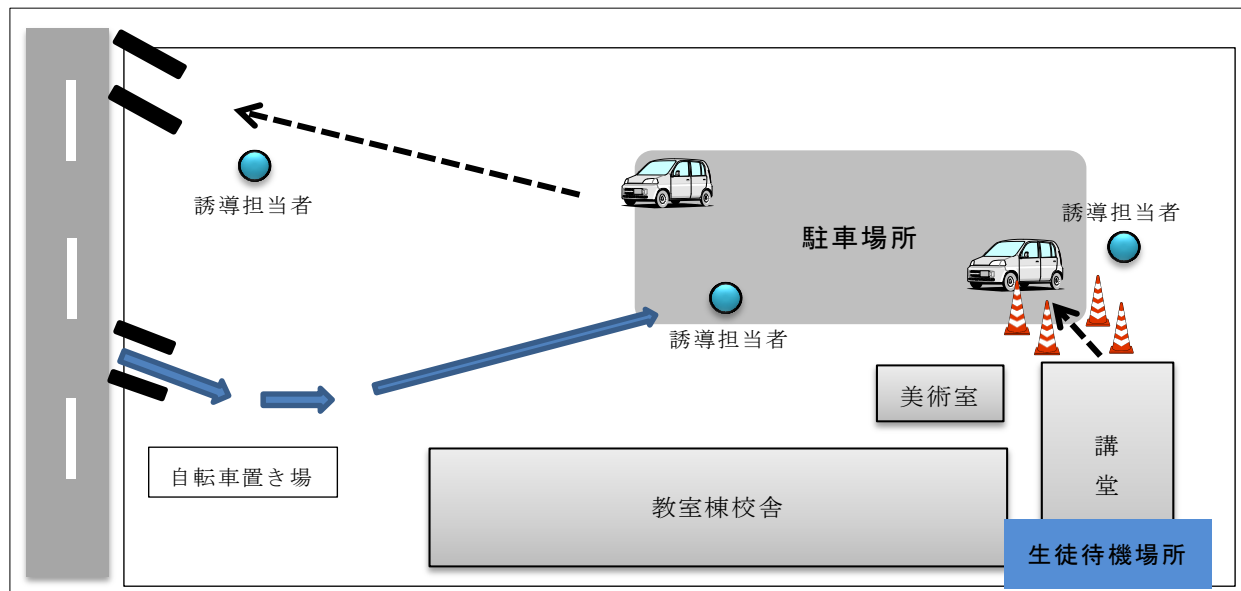 誘導担当者
誘導担当者
駐車場所
誘導担当者
美術室
自転車置き場
教室棟校舎
講
堂
生徒待機場所